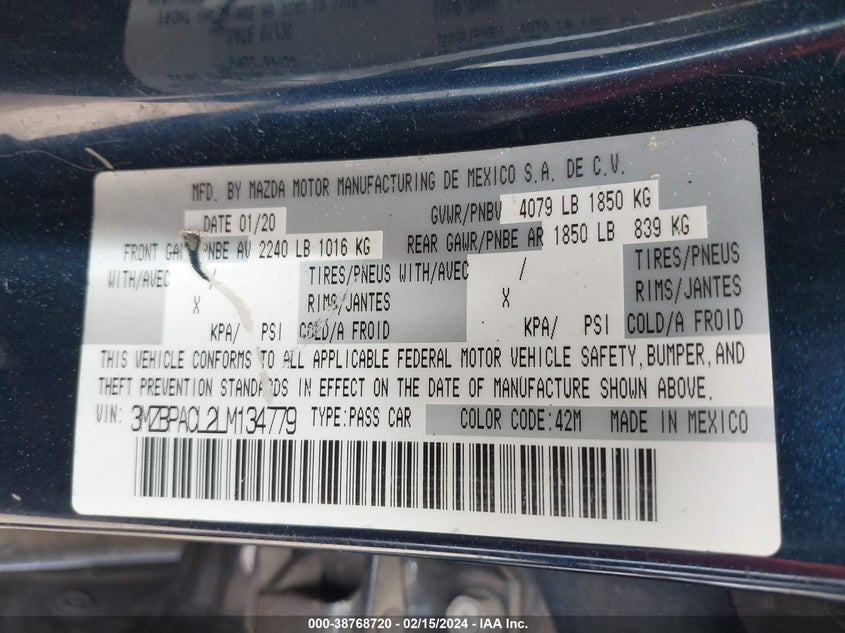 MFD. BY MAZDA MOTOR MANUFACTURING DE MEXICO S.A. DE C.V.
DATE 01/20 GVWR/PNBV 4079 LB 1850 KG
FRONT GAWR/PNBE AV 2240 LB 1016 KG REAR GAWR/PNBE AR 1850 LB 839 KG
WITH/AVEC / TIRES/PNEUS WITH/AVEC / TIRES/PNEUS
X RIMS/JANTES X RIMS/JANTES
KPA/ PSI COLD/A FROID KPA/ PSI COLD/A FROID
THIS VEHICLE CONFORMS TO ALL APPLICABLE FEDERAL MOTOR VEHICLE SAFETY, BUMPER, AND
THEFT PREVENTION STANDARDS IN EFFECT ON THE DATE OF MANUFACTURE SHOWN ABOVE.
VIN: 3MZBPACL2LM134779 TYPE:PASS CAR COLOR CODE:42M MADE IN MEXICO
000-38768720 - 02/15/2024 - IAA Inc.